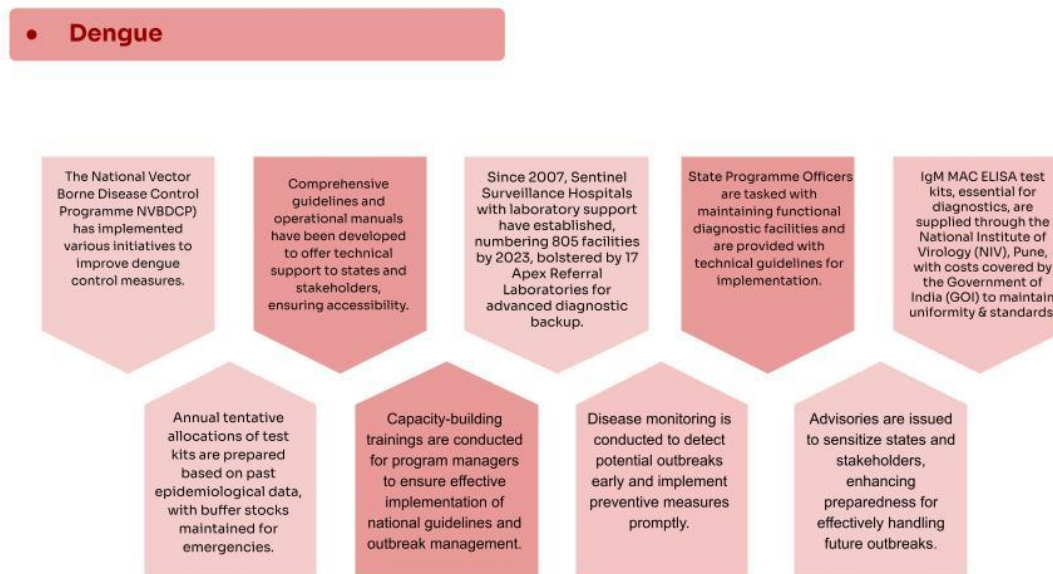 • Dengue
The National Vector
Borne Disease Control
Programme NVBDCP)
has implemented
various initiatives to
improve dengue
control measures.
Comprehensive
guidelines and
operational manuals
have been developed
to offer technical
support to states and
stakeholders,
ensuring accessibility.
Since 2007, Sentinel
Surveillance Hospitals
with laboratory support
have established,
numbering 805 facilities
by 2023, bolstered by 17
Apex Referral
Laboratories for
advanced diagnostic
backup.
State Programme Officers
are tasked with
maintaining functional
diagnostic facilities and
are provided with
technical guidelines for
implementation.
IgM MAC ELISA test
kits, essential for
diagnostics, are
supplied through the
National Institute of
Virology (NIV), Pune,
with costs covered by
the Government of
India (GOI) to maintain
uniformity & standards
Annual tentative
allocations of test
kits are prepared
based on past
epidemiological data,
with buffer stocks
maintained for
emergencies.
Capacity-building
trainings are conducted
for program managers
to ensure effective
implementation of
national guidelines and
outbreak management.
Disease monitoring is
conducted to detect
potential outbreaks
early and implement
preventive measures
promptly.
Advisories are issued
to sensitize states and
stakeholders,
enhancing
preparedness for
effectively handling
future outbreaks.